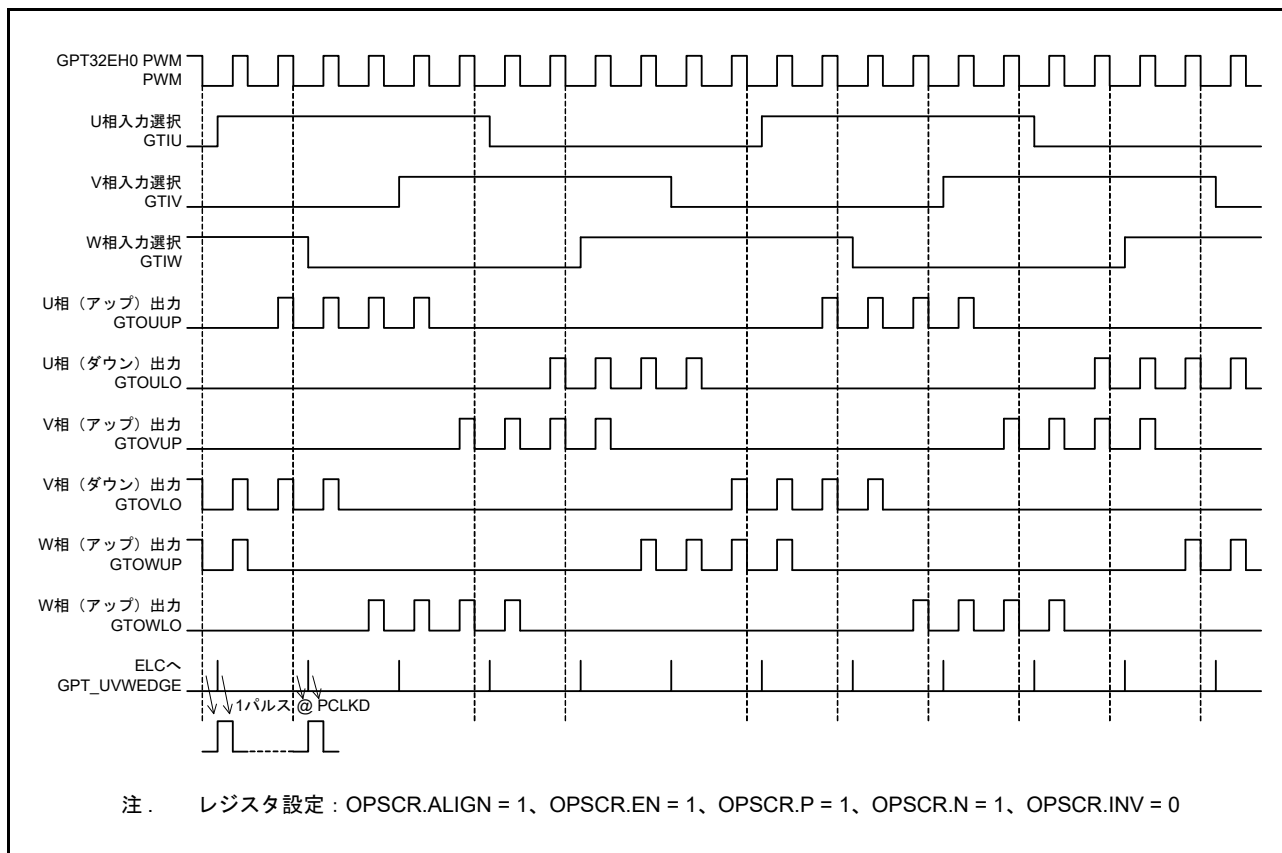 GPT32EH0 PWM
PWM
U相入力選択
GTIU
V相入力選択
GTIV
W相入力選択
GTIW
U相（アップ）出力
GTOUUP
U相（ダウン）出力
GTOULO
V相（アップ）出力
GTOVUP
V相（ダウン）出力
GTOVLO
W相（アップ）出力
GTOWUP
W相（アップ）出力
GTOWLO
ELCへ
GPT_UVWEDGE
1パルス @ PCLKD
注. レジスタ設定：OPSCR.ALIGN = 1、OPSCR.EN = 1、OPSCR.P = 1、OPSCR.N = 1、OPSCR.INV = 0